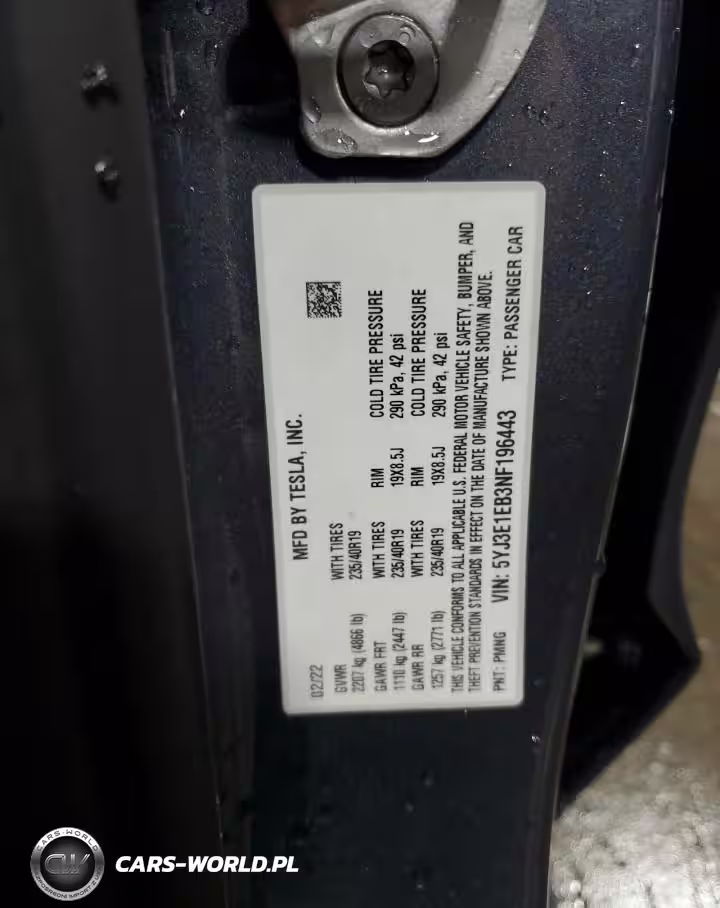 MFD BY TESLA, INC.
02/22
GVWR WITH TIRES
2207 kg (4866 lb) 235/40R19
GAWR FRT WITH TIRES RIM COLD TIRE PRESSURE
1110 kg (2447 lb) 235/40R19 19X8.5J 290 kPa, 42 psi
GAWR RR WITH TIRES RIM COLD TIRE PRESSURE
1257 kg (2771 lb) 235/40R19 19X8.5J 290 kPa, 42 psi
THIS VEHICLE CONFORMS TO ALL APPLICABLE U.S. FEDERAL MOTOR VEHICLE SAFETY, BUMPER, AND
THEFT PREVENTION STANDARDS IN EFFECT ON THE DATE OF MANUFACTURE SHOWN ABOVE.
PNT: PMNG VIN: 5YJ3E1EB3NF196443 TYPE: PASSENGER CAR
CARS-WORLD
CW
CARS-WORLD.PL